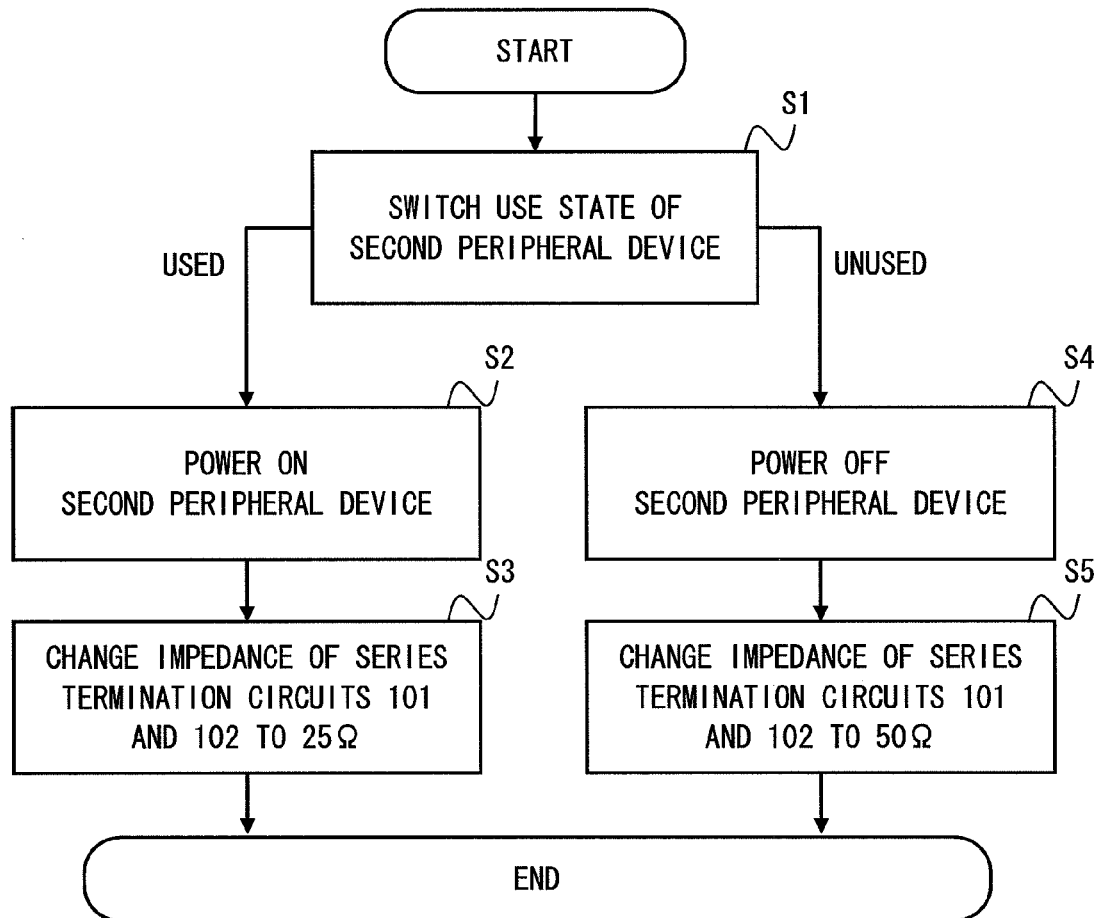 START
S1
SWITCH USE STATE OF
SECOND PERIPHERAL DEVICE
USED
UNUSED
S2
POWER ON
SECOND PERIPHERAL DEVICE
S4
POWER OFF
SECOND PERIPHERAL DEVICE
S3
CHANGE IMPEDANCE OF SERIES
TERMINATION CIRCUITS 101
AND 102 TO 25Ω
S5
CHANGE IMPEDANCE OF SERIES
TERMINATION CIRCUITS 101
AND 102 TO 50Ω
END